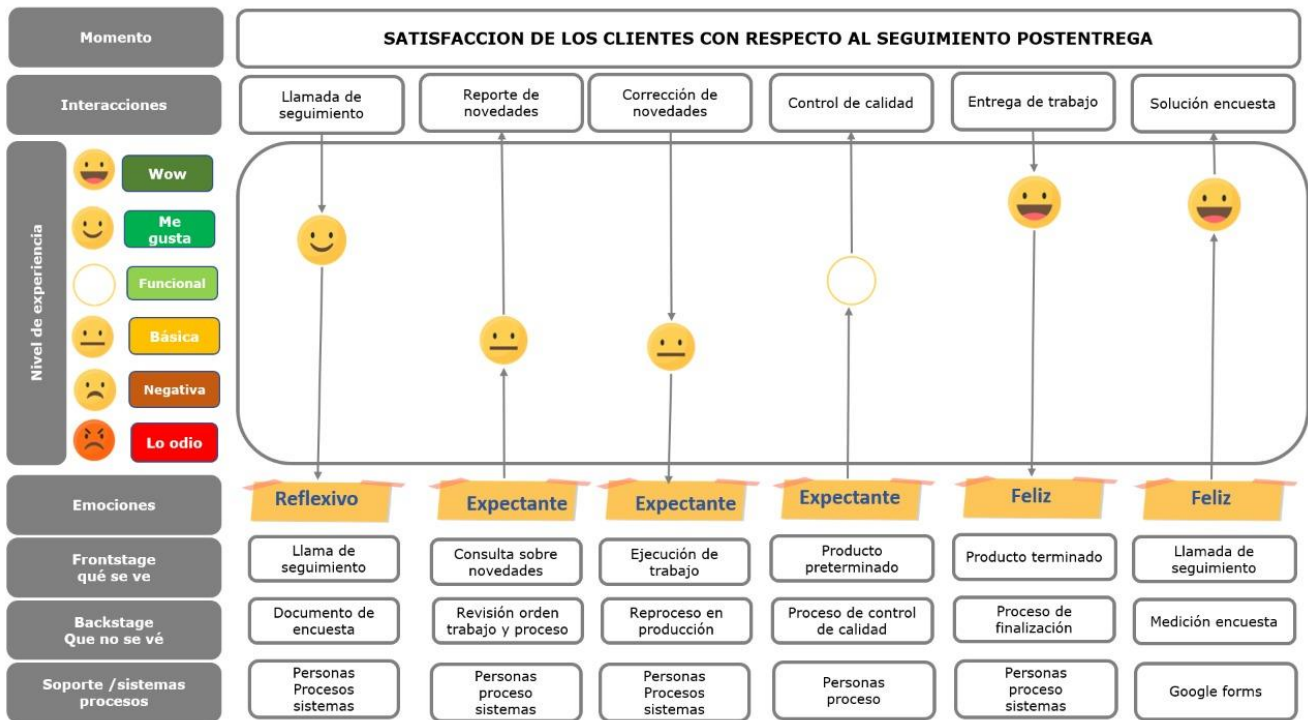 Momento
SATISFACCION DE LOS CLIENTES CON RESPECTO AL SEGUIMIENTO POSTENTREGA
Interacciones
Llamada de
seguimiento
Reporte de
novedades
Corrección de
novedades
Control de calidad
Entrega de trabajo
Solución encuesta
Nivel de experiencia
Wow
Me
gusta
Funcional
Básica
Negativa
Lo odio
Emociones
Reflexivo
Expectante
Expectante
Expectante
Feliz
Feliz
Frontstage
qué se ve
Llama de
seguimiento
Consulta sobre
novedades
Ejecución de
trabajo
Producto
preterminado
Producto terminado
Llamada de
seguimiento
Backstage
Que no se vé
Documento de
encuesta
Revisión orden
trabajo y proceso
Reproceso en
producción
Proceso de control
de calidad
Proceso de
finalización
Medición encuesta
Soporte /sistemas
procesos
Personas
Procesos
sistemas
Personas
proceso
sistemas
Personas
Procesos
sistemas
Personas
proceso
Personas
proceso
sistemas
Google forms